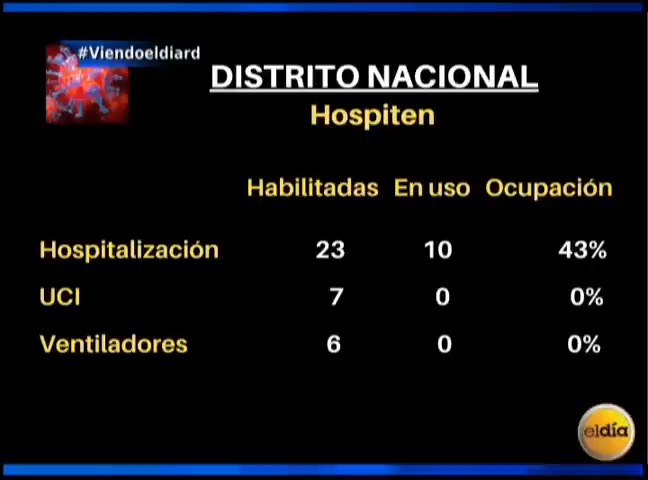 #Viendoeldiard
DISTRITO NACIONAL
Hospiten
Habilitadas En uso Ocupación
Hospitalización 23 10 43%
UCI 7 0 0%
Ventiladores 6 0 0%
eldía